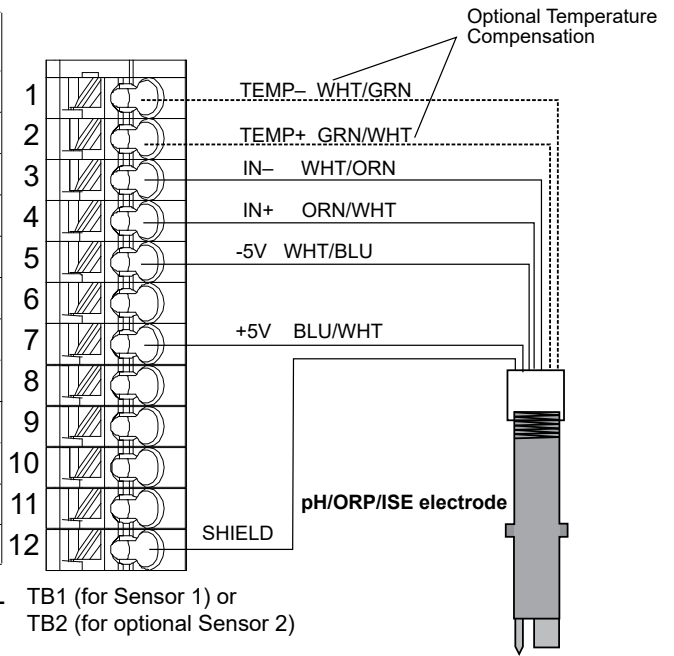 Optional Temperature
Compensation
1 TEMP– WHT/GRN
2 TEMP+ GRN/WHT
3 IN– WHT/ORN
4 IN+ ORN/WHT
5 -5V WHT/BLU
6
7 +5V BLU/WHT
8
9
10
11 pH/ORP/ISE electrode
12 SHIELD
TB1 (for Sensor 1) or
TB2 (for optional Sensor 2)